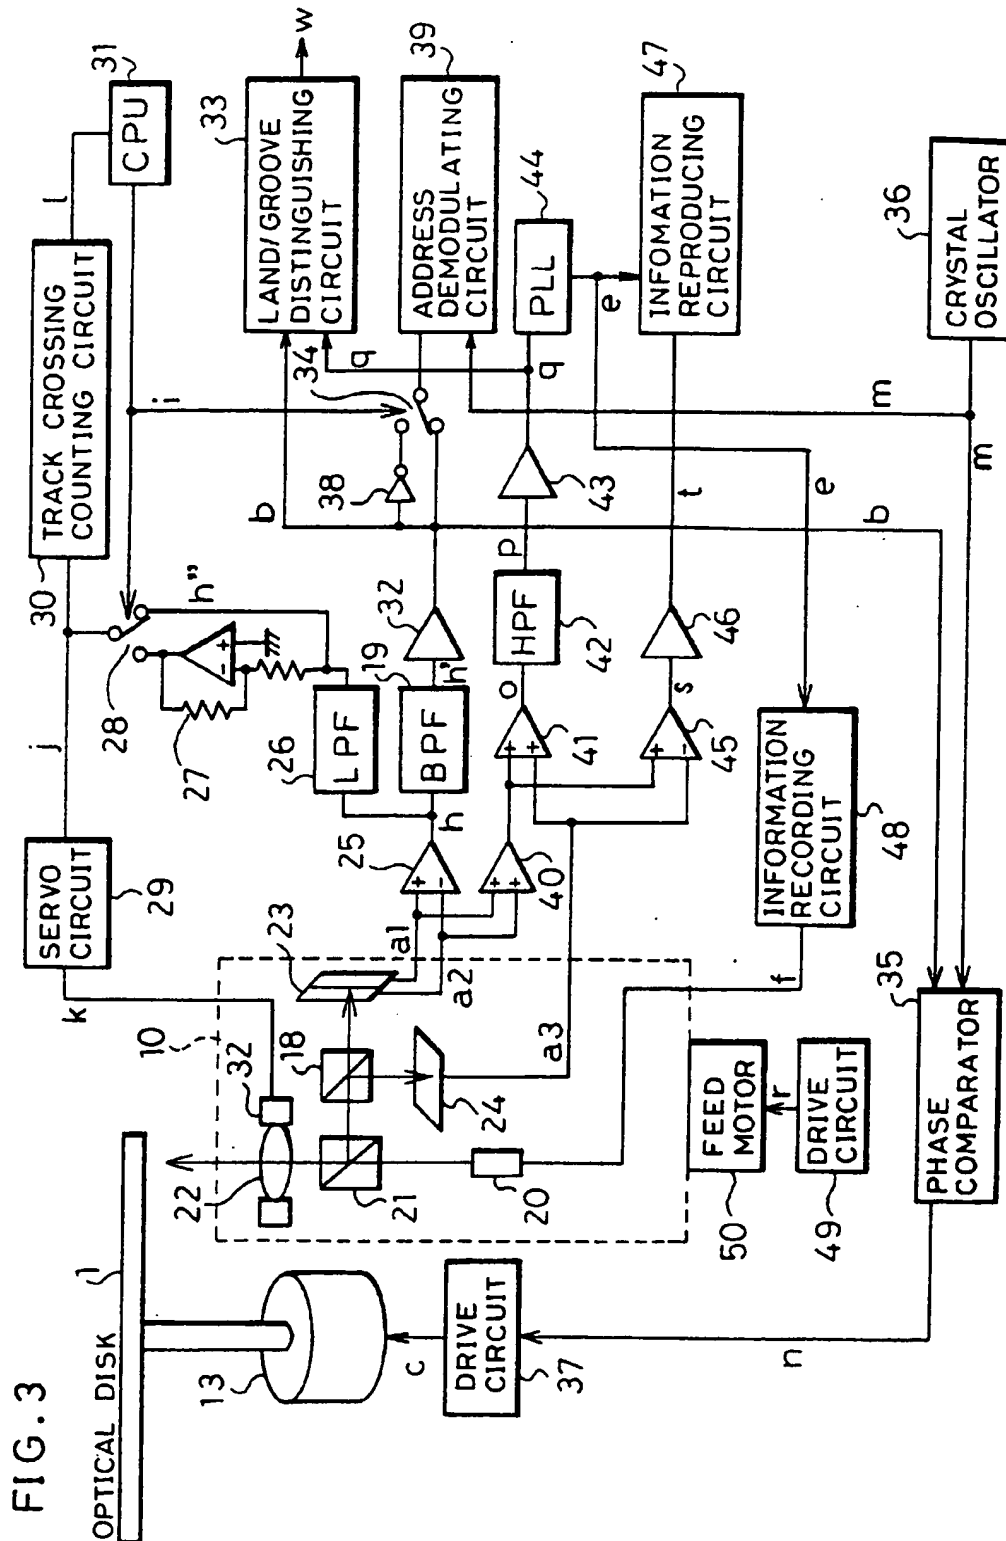 FIG. 3
OPTICAL DISK
1
13
c
DRIVE
CIRCUIT
37
n
10
22
32
21
20
18
23
24
a1
a2
a3
k
SERVO
CIRCUIT
29
j
FEED
MOTOR
50
r
DRIVE
CIRCUIT
49
f
PHASE
COMPARATOR
35
25
h
40
LPF
26
BPF
19
h'
h"
27
28
30
TRACK CROSSING
COUNTING CIRCUIT
l
CPU
31
i
32
b
38
34
LAND/GROOVE
DISTINGUISHING
CIRCUIT
33
w
q
ADDRESS
DEMODULATING
CIRCUIT
39
m
41
o
HPF
42
p
43
q
PLL
44
e
45
s
46
t
INFOMATION
REPRODUCING
CIRCUIT
47
INFORMATION
RECORDING
CIRCUIT
48
e
b
m
CRYSTAL
OSCILLATOR
36